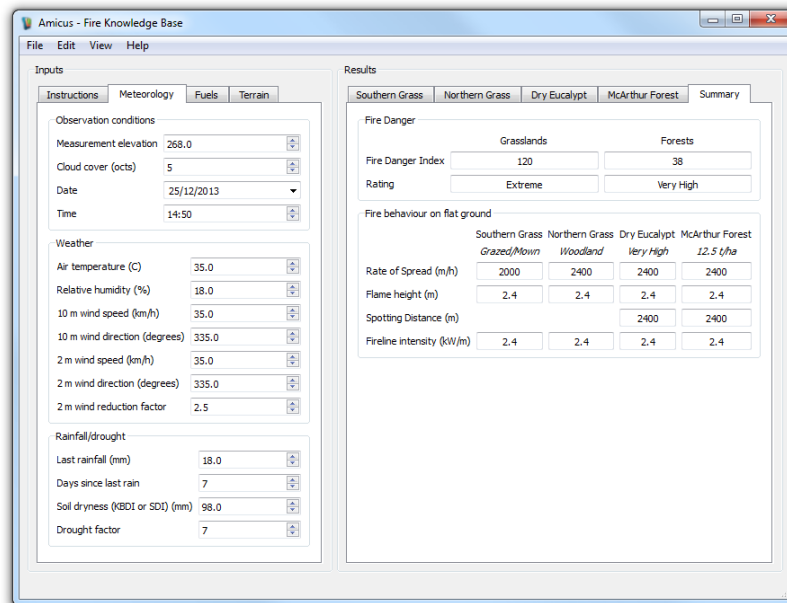 Amicus - Fire Knowledge Base
File Edit View Help
Inputs
Instructions Meteorology Fuels Terrain
Observation conditions
Measurement elevation 268.0
Cloud cover (octs) 5
Date 25/12/2013
Time 14:50
Weather
Air temperature (C) 35.0
Relative humidity (%) 18.0
10 m wind speed (km/h) 35.0
10 m wind direction (degrees) 335.0
2 m wind speed (km/h) 35.0
2 m wind direction (degrees) 335.0
2 m wind reduction factor 2.5
Rainfall/drought
Last rainfall (mm) 18.0
Days since last rain 7
Soil dryness (KBDI or SDI) (mm) 98.0
Drought factor 7
Results
Southern Grass Northern Grass Dry Eucalypt McArthur Forest Summary
Fire Danger
Grasslands Forests
Fire Danger Index 120 38
Rating Extreme Very High
Fire behaviour on flat ground
Southern Grass Northern Grass Dry Eucalypt McArthur Forest
Grazed/Mown Woodland Very High 12.5 t/ha
Rate of Spread (m/h) 2000 2400 2400 2400
Flame height (m) 2.4 2.4 2.4 2.4
Spotting Distance (m) 2400 2400
Fireline intensity (kW/m) 2.4 2.4 2.4 2.4